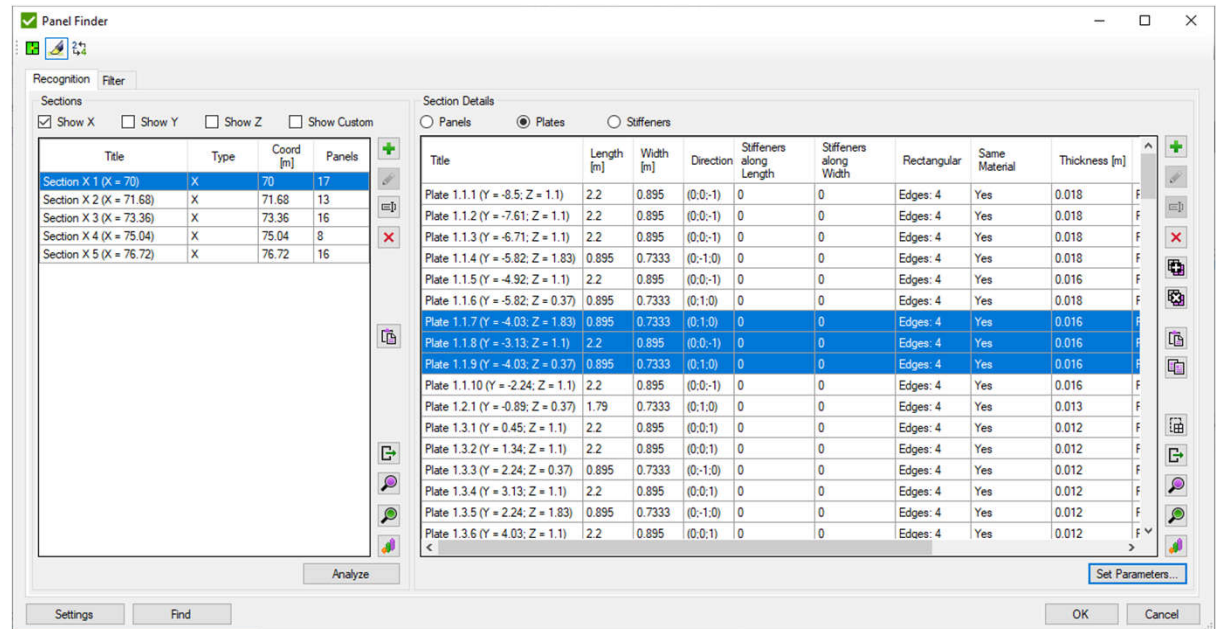 Panel Finder
Recognition Filter
Sections
Show X Show Y Show Z Show Custom
Title Type Coord [m] Panels
Section X 1 (X = 70) X 70 17
Section X 2 (X = 71.68) X 71.68 13
Section X 3 (X = 73.36) X 73.36 16
Section X 4 (X = 75.04) X 75.04 8
Section X 5 (X = 76.72) X 76.72 16
Analyze
Section Details
Panels Plates Stiffeners
Title Length [m] Width [m] Direction Stiffeners along Length Stiffeners along Width Rectangular Same Material Thickness [m]
Plate 1.1.1 (Y = -8.5; Z = 1.1) 2.2 0.895 (0;0;-1) 0 0 Edges: 4 Yes 0.018 F
Plate 1.1.2 (Y = -7.61; Z = 1.1) 2.2 0.895 (0;0;-1) 0 0 Edges: 4 Yes 0.018 F
Plate 1.1.3 (Y = -6.71; Z = 1.1) 2.2 0.895 (0;0;-1) 0 0 Edges: 4 Yes 0.018 F
Plate 1.1.4 (Y = -5.82; Z = 1.83) 0.895 0.7333 (0;-1;0) 0 0 Edges: 4 Yes 0.018 F
Plate 1.1.5 (Y = -4.92; Z = 1.1) 2.2 0.895 (0;0;-1) 0 0 Edges: 4 Yes 0.016 F
Plate 1.1.6 (Y = -5.82; Z = 0.37) 0.895 0.7333 (0;1;0) 0 0 Edges: 4 Yes 0.018 F
Plate 1.1.7 (Y = -4.03; Z = 1.83) 0.895 0.7333 (0;1;0) 0 0 Edges: 4 Yes 0.016 F
Plate 1.1.8 (Y = -3.13; Z = 1.1) 2.2 0.895 (0;0;-1) 0 0 Edges: 4 Yes 0.016 F
Plate 1.1.9 (Y = -4.03; Z = 0.37) 0.895 0.7333 (0;1;0) 0 0 Edges: 4 Yes 0.016 F
Plate 1.1.10 (Y = -2.24; Z = 1.1) 2.2 0.895 (0;0;-1) 0 0 Edges: 4 Yes 0.016 F
Plate 1.2.1 (Y = -0.89; Z = 0.37) 1.79 0.7333 (0;1;0) 0 0 Edges: 4 Yes 0.013 F
Plate 1.3.1 (Y = 0.45; Z = 1.1) 2.2 0.895 (0;0;1) 0 0 Edges: 4 Yes 0.012 F
Plate 1.3.2 (Y = 1.34; Z = 1.1) 2.2 0.895 (0;0;1) 0 0 Edges: 4 Yes 0.012 F
Plate 1.3.3 (Y = 2.24; Z = 0.37) 0.895 0.7333 (0;-1;0) 0 0 Edges: 4 Yes 0.012 F
Plate 1.3.4 (Y = 3.13; Z = 1.1) 2.2 0.895 (0;0;1) 0 0 Edges: 4 Yes 0.012 F
Plate 1.3.5 (Y = 2.24; Z = 1.83) 0.895 0.7333 (0;-1;0) 0 0 Edges: 4 Yes 0.012 F
Plate 1.3.6 (Y = 4.03; Z = 1.1) 2.2 0.895 (0;0;1) 0 0 Edges: 4 Yes 0.012 F
Set Parameters...
Settings Find OK Cancel